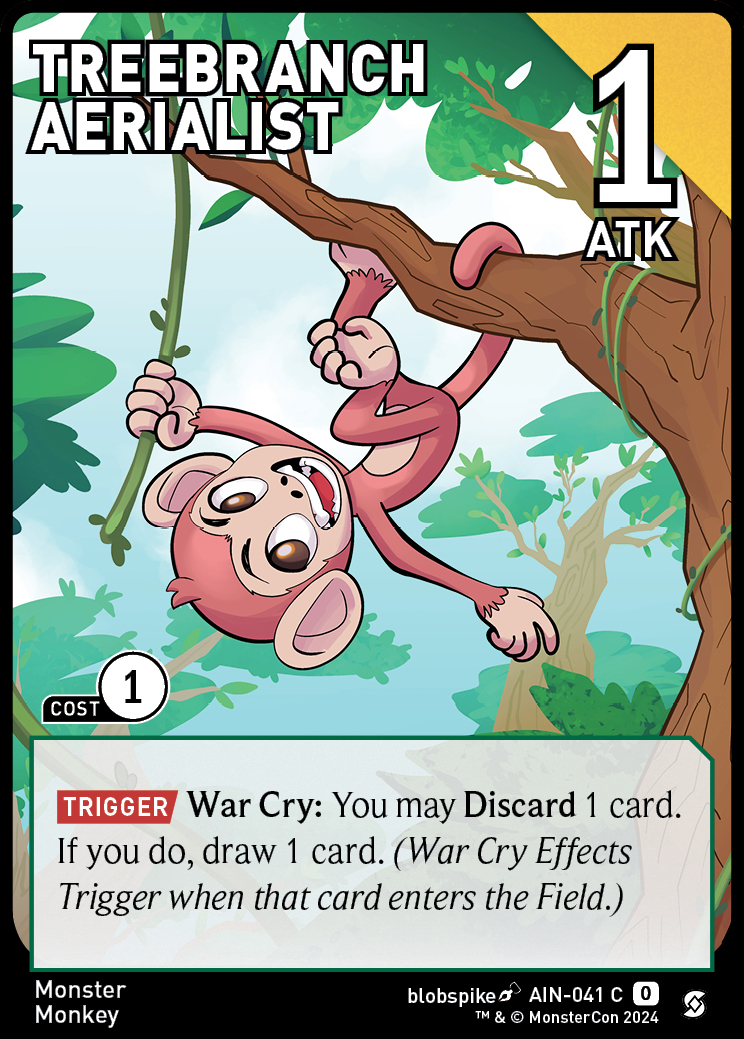 TREEBRANCH
AERIALIST
1
ATK
COST 1
TRIGGER War Cry: You may Discard 1 card.
If you do, draw 1 card. (War Cry Effects
Trigger when that card enters the Field.)
Monster
Monkey
blobspike AIN-041 C 0
™ & © MonsterCon 2024